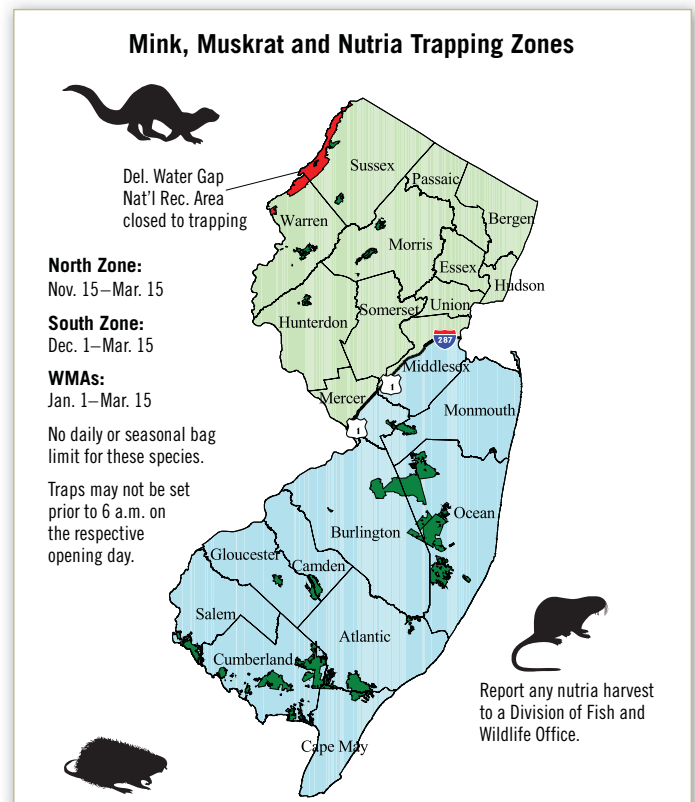 Mink, Muskrat and Nutria Trapping Zones
Del. Water Gap
Nat'l Rec. Area
closed to trapping
North Zone:
Nov. 15–Mar. 15
South Zone:
Dec. 1–Mar. 15
WMAs:
Jan. 1–Mar. 15
No daily or seasonal bag
limit for these species.
Traps may not be set
prior to 6 a.m. on
the respective
opening day.
Sussex
Passaic
Bergen
Warren
Morris
Essex
Hudson
Union
Somerset
Hunterdon
287
Middlesex
1
Mercer
Monmouth
1
Ocean
Burlington
Gloucester
Camden
Salem
Atlantic
Cumberland
Cape May
Report any nutria harvest
to a Division of Fish and
Wildlife Office.